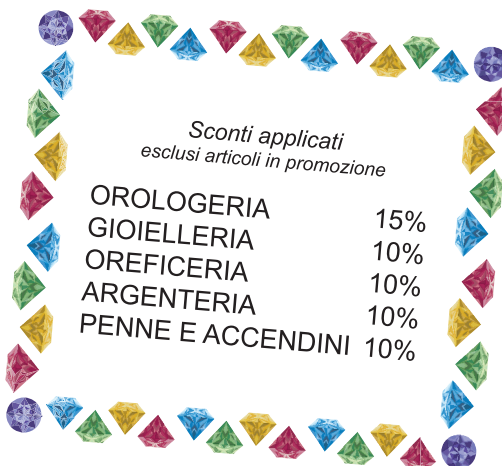 Sconti applicati
esclusi articoli in promozione
OROLOGERIA 15%
GIOIELLERIA 10%
OREFICERIA 10%
ARGENTERIA 10%
PENNE E ACCENDINI 10%